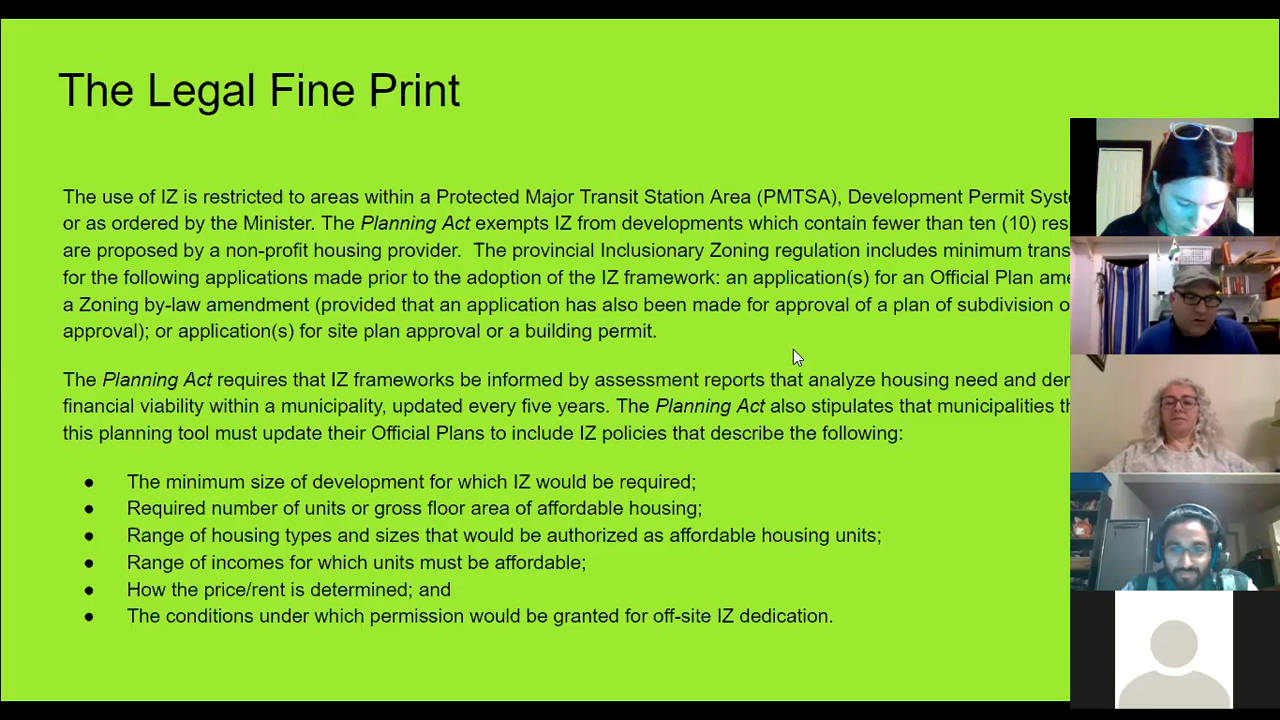 The Legal Fine Print
The use of IZ is restricted to areas within a Protected Major Transit Station Area (PMTSA), Development Permit
or as ordered by the Minister. The Planning Act exempts IZ from developments which contain fewer than ten (10)
are proposed by a non-profit housing provider. The provincial Inclusionary Zoning regulation includes minimum
for the following applications made prior to the adoption of the IZ framework: an application(s) for an Official Plan
a Zoning by-law amendment (provided that an application has also been made for approval of a plan of subdivision
approval); or application(s) for site plan approval or a building permit.
The Planning Act requires that IZ frameworks be informed by assessment reports that analyze housing need and
financial viability within a municipality, updated every five years. The Planning Act also stipulates that municipalities
this planning tool must update their Official Plans to include IZ policies that describe the following:
● The minimum size of development for which IZ would be required;
● Required number of units or gross floor area of affordable housing;
● Range of housing types and sizes that would be authorized as affordable housing units;
● Range of incomes for which units must be affordable;
● How the price/rent is determined; and
● The conditions under which permission would be granted for off-site IZ dedication.